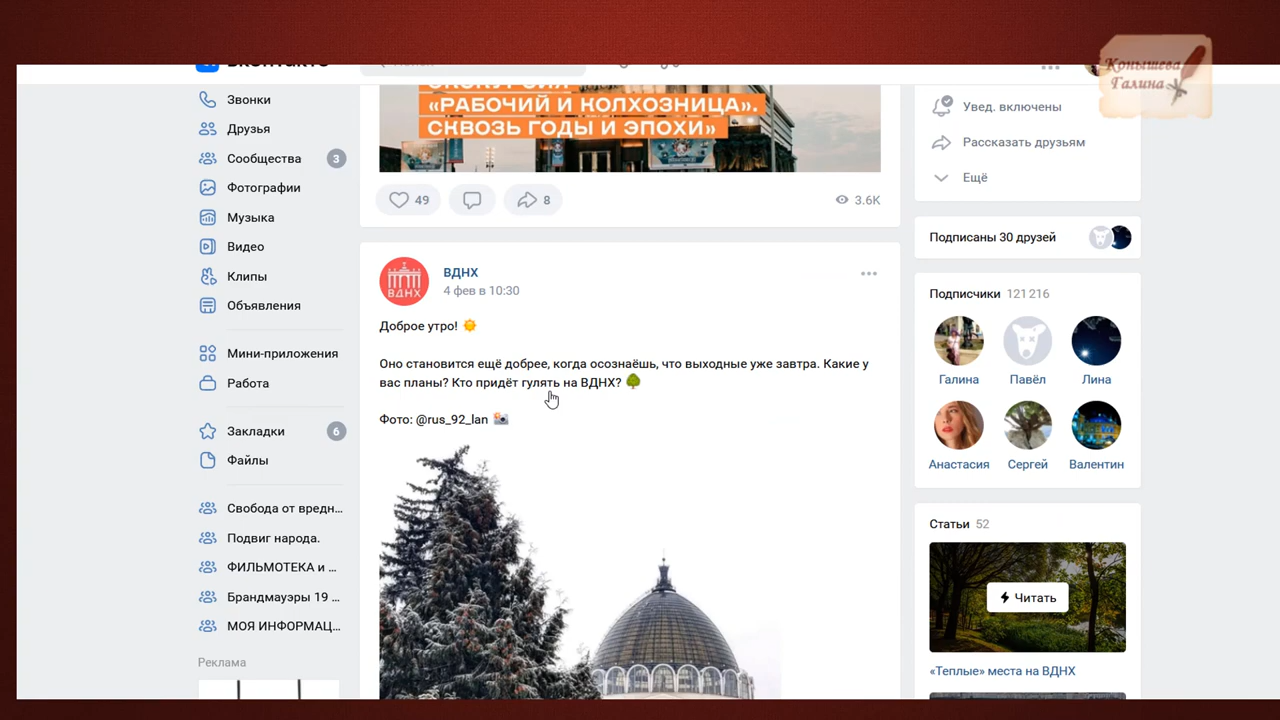 Конышева
Галина
Звонки
Друзья
Сообщества 3
Фотографии
Музыка
Видео
Клипы
Объявления
Мини-приложения
Работа
Закладки 6
Файлы
Свобода от вредн...
Подвиг народа.
ФИЛЬМОТЕКА и ...
Брандмауэры 19 ...
МОЯ ИНФОРМАЦ...
Реклама
«РАБОЧИЙ И КОЛХОЗНИЦА».
СКВОЗЬ ГОДЫ И ЭПОХИ»
49 8 3.6K
ВДНХ
ВДНХ
4 фев в 10:30
Доброе утро!
Оно становится ещё добрее, когда осознаёшь, что выходные уже завтра. Какие у
вас планы? Кто придёт гулять на ВДНХ?
Фото: @rus_92_lan
Увед. включены
Рассказать друзьям
Ещё
Подписаны 30 друзей
Подписчики 121 216
Галина Павёл Лина
Анастасия Сергей Валентин
Статьи 52
Читать
«Теплые» места на ВДНХ